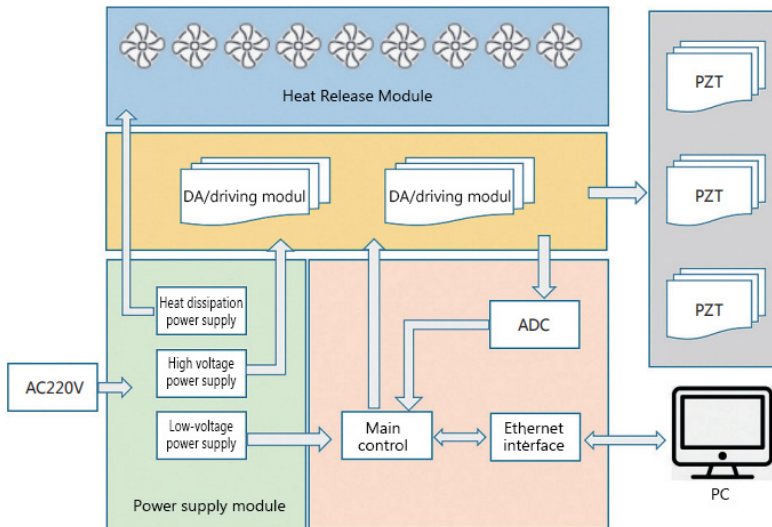 Heat Release Module
PZT
DA/driving modul
DA/driving modul
PZT
PZT
Heat dissipation
power supply
ADC
High voltage
power supply
AC220V
Low-voltage
power supply
Main
control
Ethernet
interface
PC
Power supply module